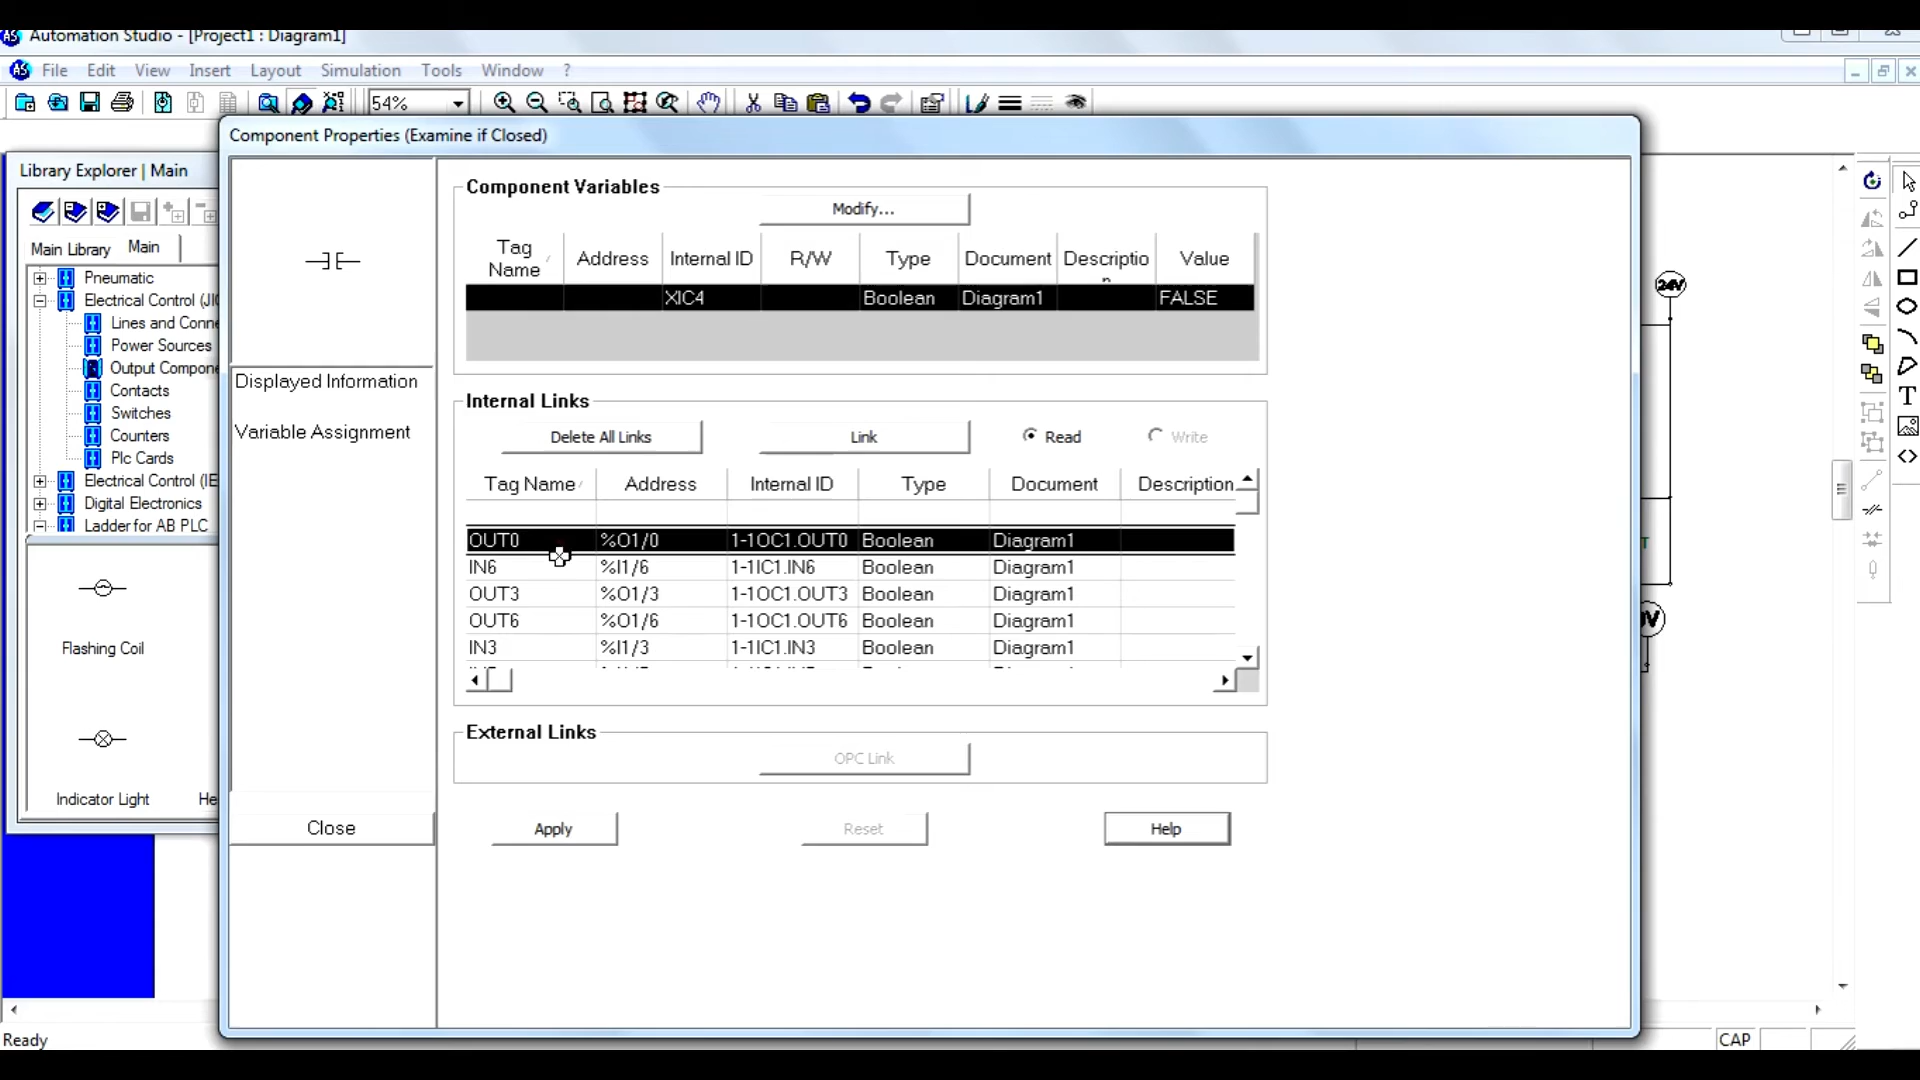 Automation Studio - [Project1 : Diagram1]
File Edit View Insert Layout Simulation Tools Window ?
54%
Component Properties (Examine if Closed)
Library Explorer | Main
Main Library Main
Pneumatic
Electrical Control (JIC
Lines and Conne
Power Sources
Output Compone
Contacts
Switches
Counters
Plc Cards
Electrical Control (IE
Digital Electronics
Ladder for AB PLC
Flashing Coil
Indicator Light He
Displayed Information
Variable Assignment
Close
Component Variables
Modify...
Tag Name Address Internal ID R/W Type Document Description Value
XIC4 Boolean Diagram1 FALSE
Internal Links
Delete All Links Link Read Write
Tag Name Address Internal ID Type Document Description
OUT0 %O1/0 1-1OC1.OUT0 Boolean Diagram1
IN6 %I1/6 1-1IC1.IN6 Boolean Diagram1
OUT3 %O1/3 1-1OC1.OUT3 Boolean Diagram1
OUT6 %O1/6 1-1OC1.OUT6 Boolean Diagram1
IN3 %I1/3 1-1IC1.IN3 Boolean Diagram1
External Links
OPC Link
Apply Reset Help
24V
T
Ready
CAP